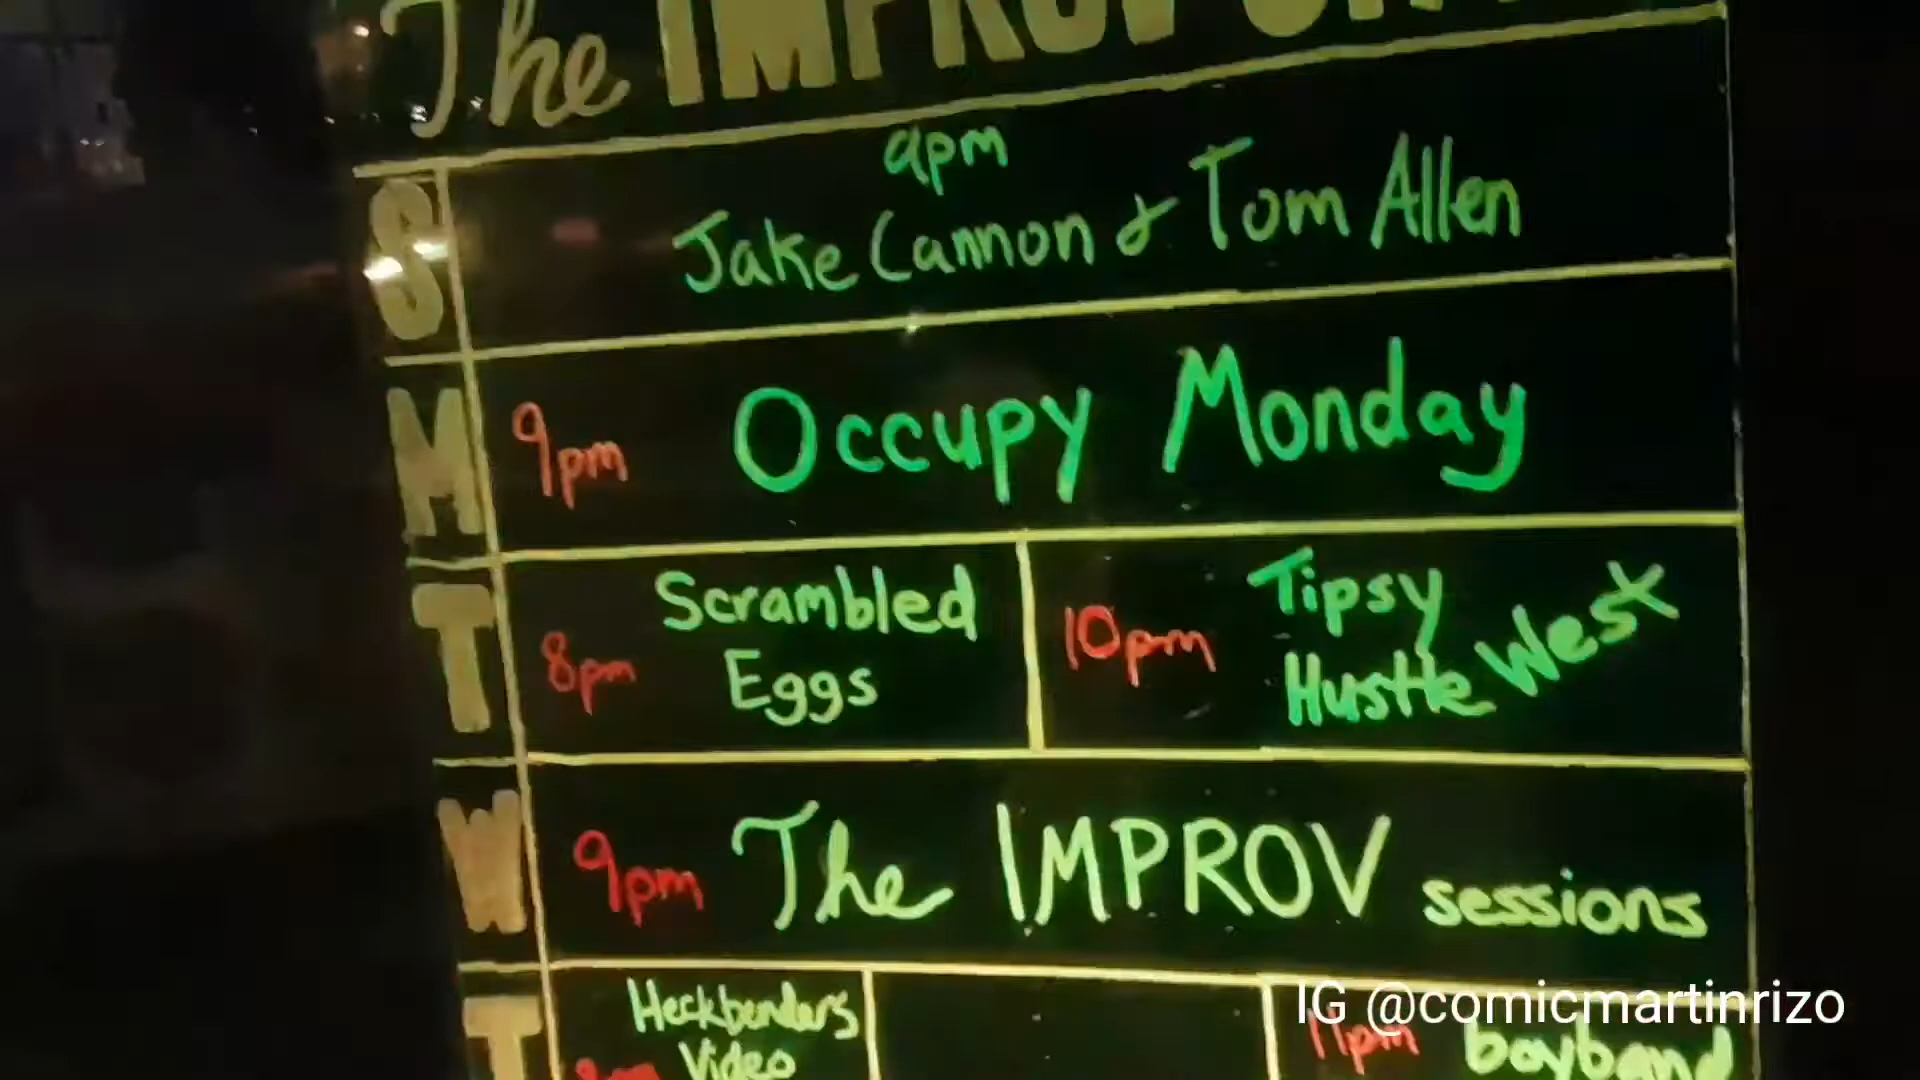 The IMPROV
9pm
Jake Cannon & Tom Allen
S
M
9pm
Occupy Monday
T
8pm
Scrambled
Eggs
10pm
Tipsy
Hustle West
W
9pm
The IMPROV sessions
T
Heckbenders
Video
11pm
boyband
IG @comicmartinrizo